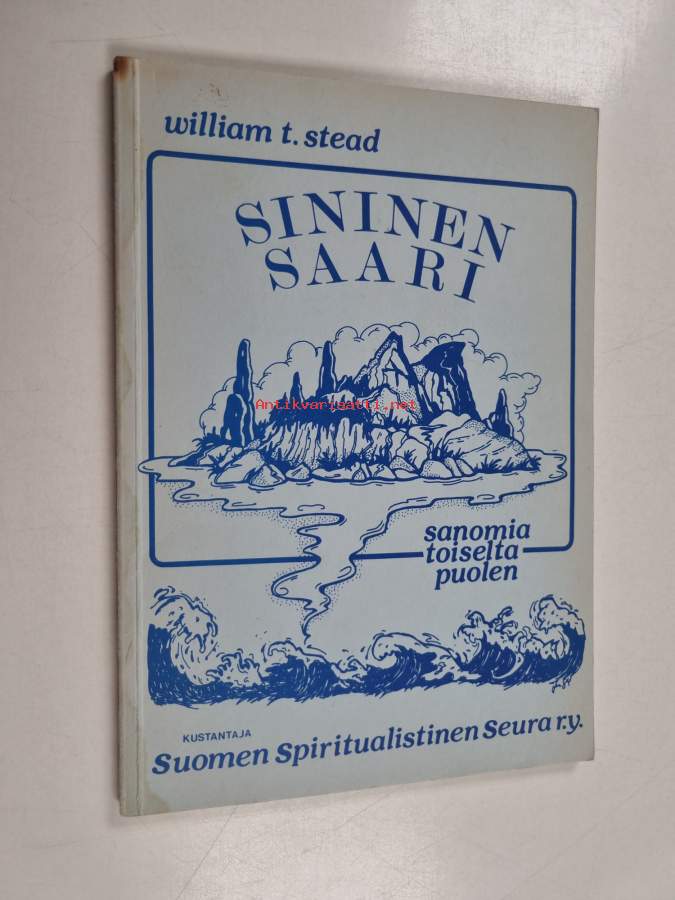 william t. stead
SININEN
SAARI
Antikvariaatti.net
sanomia
toiselta
puolen
KUSTANTAJA
Suomen Spiritualistinen Seura r.y.